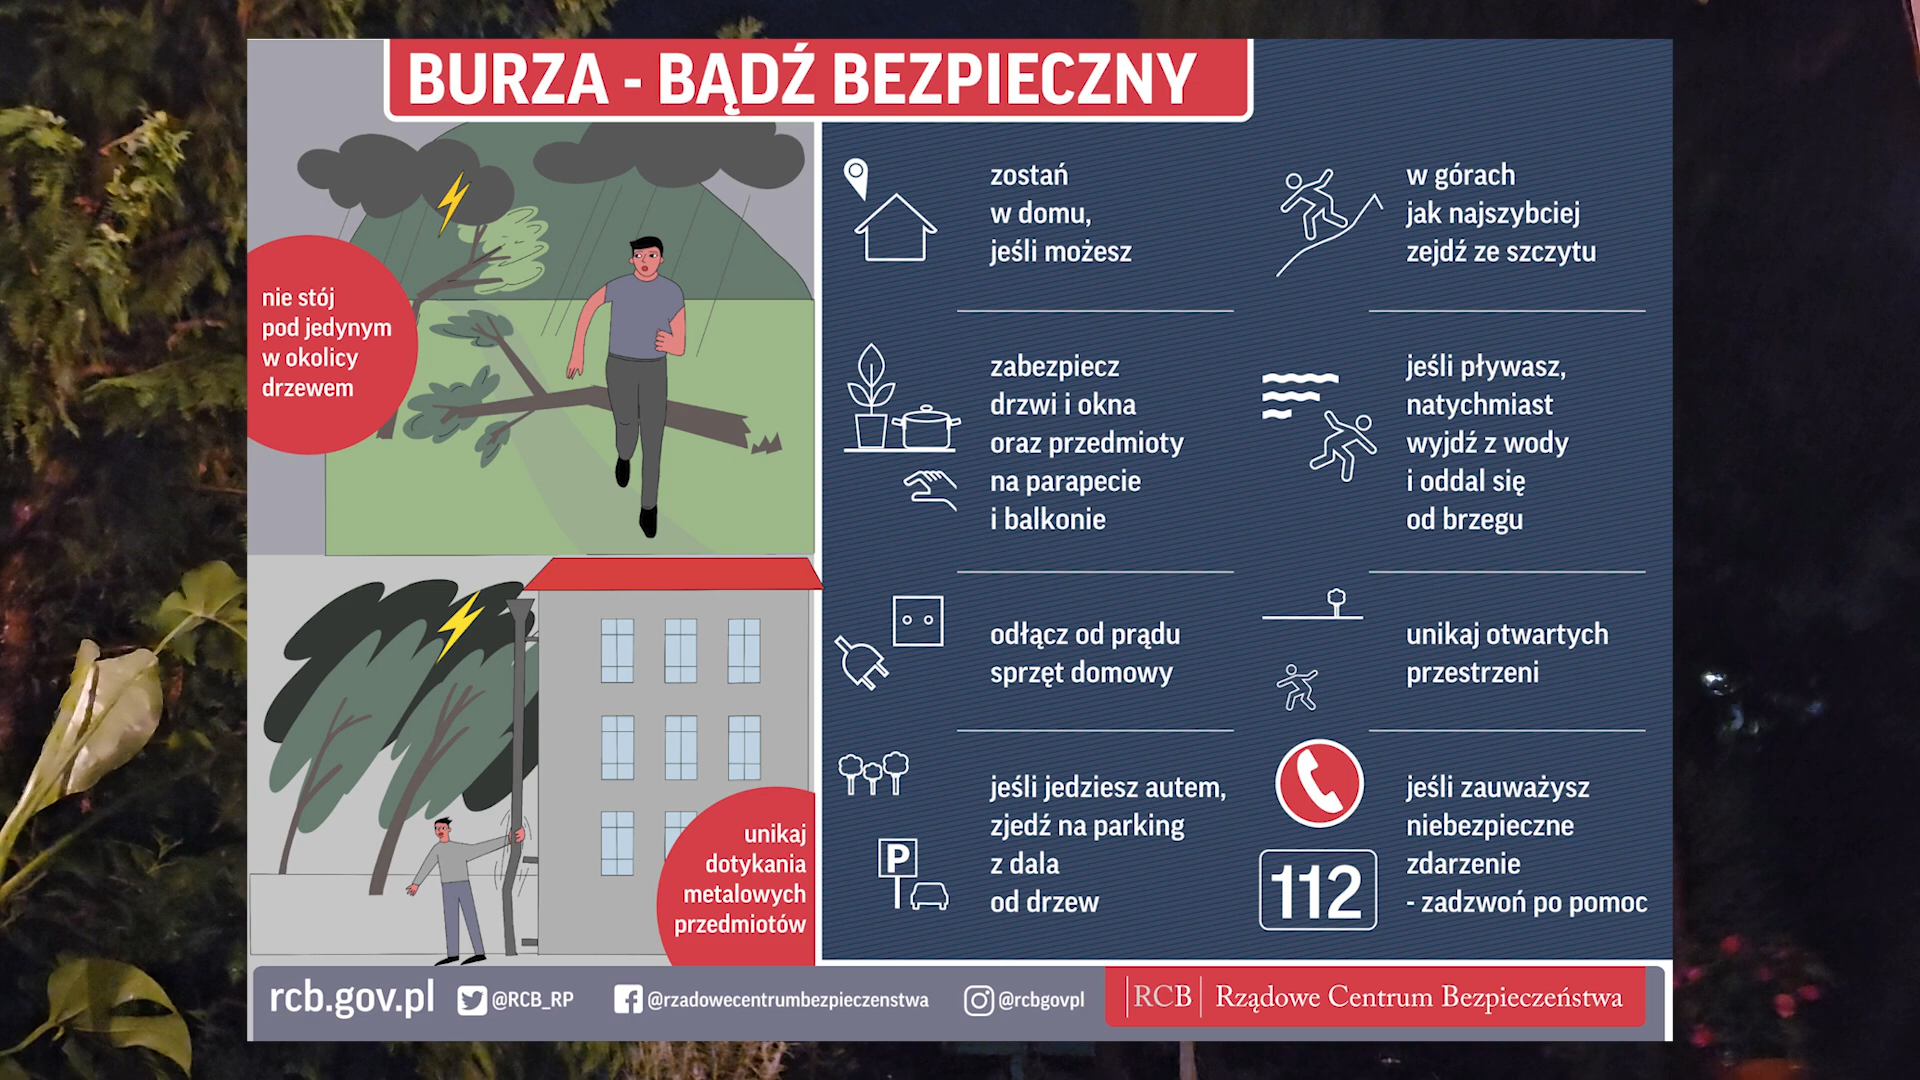 BURZA - BĄDŹ BEZPIECZNY
nie stój
pod jedynym
w okolicy
drzewem
unikaj
dotykania
metalowych
przedmiotów
zostań
w domu,
jeśli możesz
w górach
jak najszybciej
zejdź ze szczytu
zabezpiecz
drzwi i okna
oraz przedmioty
na parapecie
i balkonie
jeśli pływasz,
natychmiast
wyjdź z wody
i oddal się
od brzegu
odłącz od prądu
sprzęt domowy
unikaj otwartych
przestrzeni
P
jeśli jedziesz autem,
zjedź na parking
z dala
od drzew
112
jeśli zauważysz
niebezpieczne
zdarzenie
- zadzwoń po pomoc
rcb.gov.pl @RCB_RP @rzadowecentrumbezpieczenstwa @rcbgovpl RCB Rządowe Centrum Bezpieczeństwa